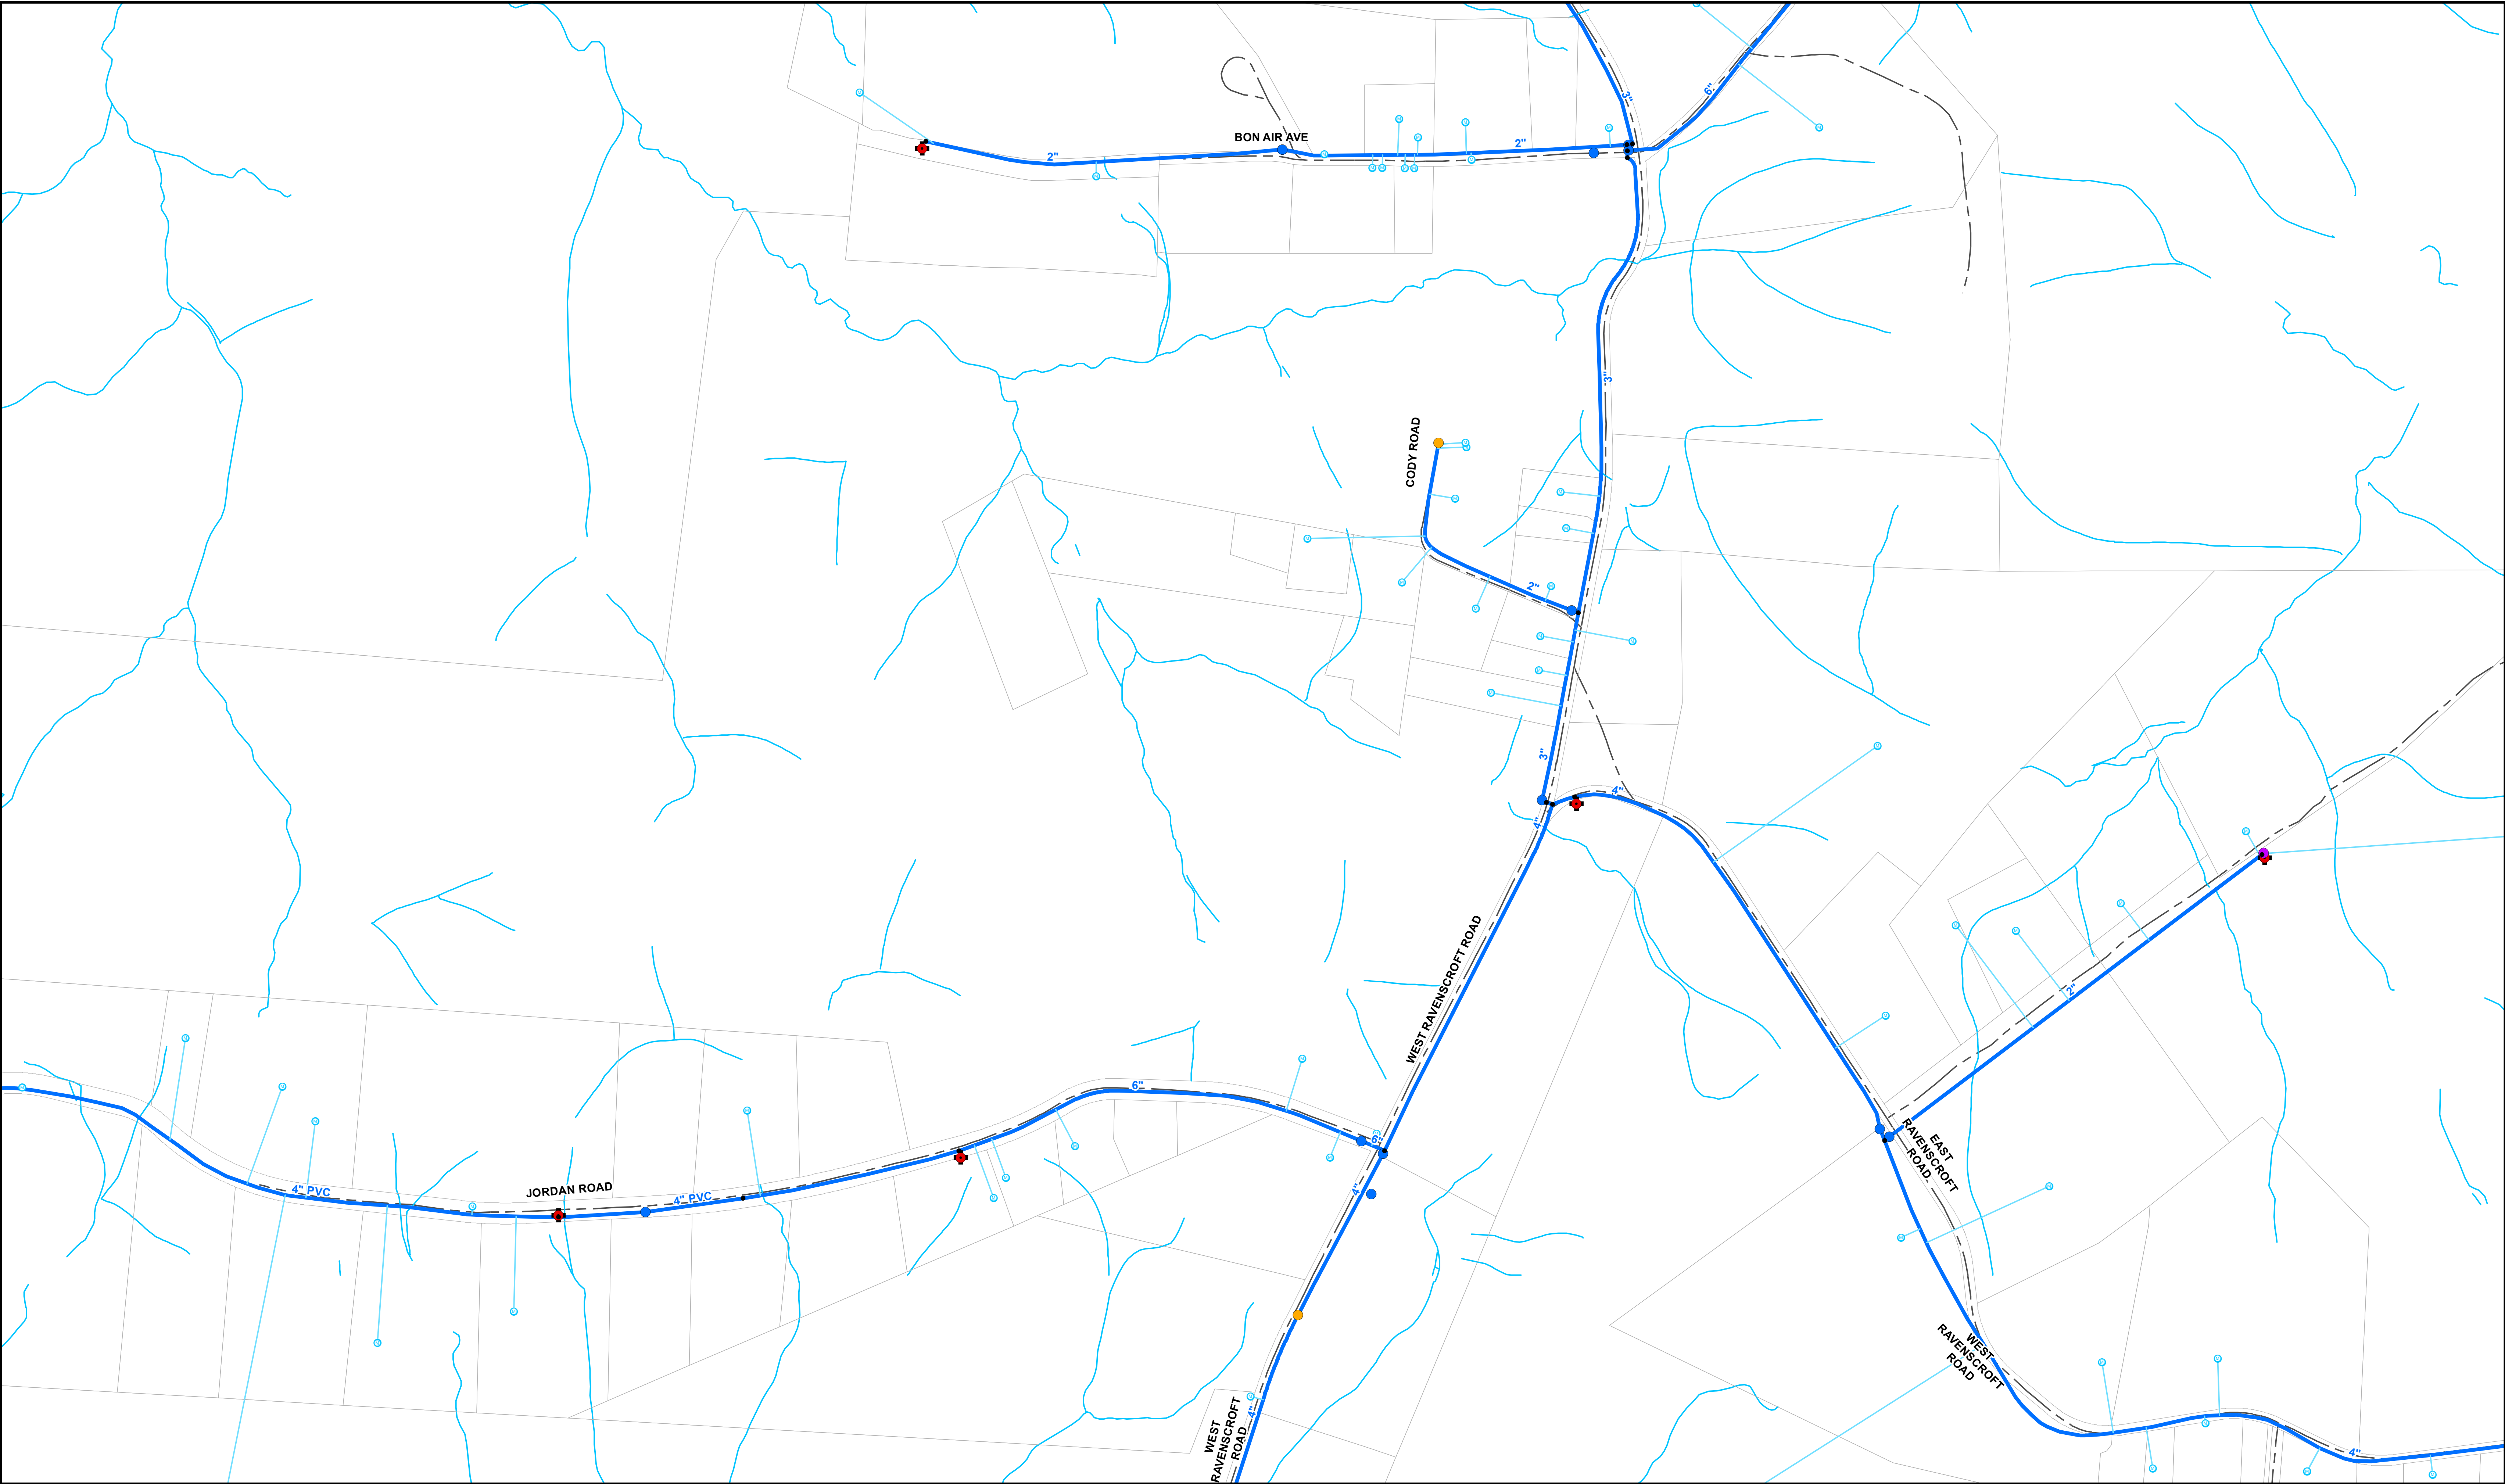 3"
6"
BON AIR AVE
2"
2"
3"
CODY ROAD
2"
3"
4"
4"
WEST RAVENSCROFT ROAD
2"
6"
6"
EAST
RAVENSCROFT
ROAD
JORDAN ROAD
4" PVC
4" PVC
4"
WEST
RAVENSCROFT
ROAD
WEST
RAVENSCROFT
ROAD
4"
4"